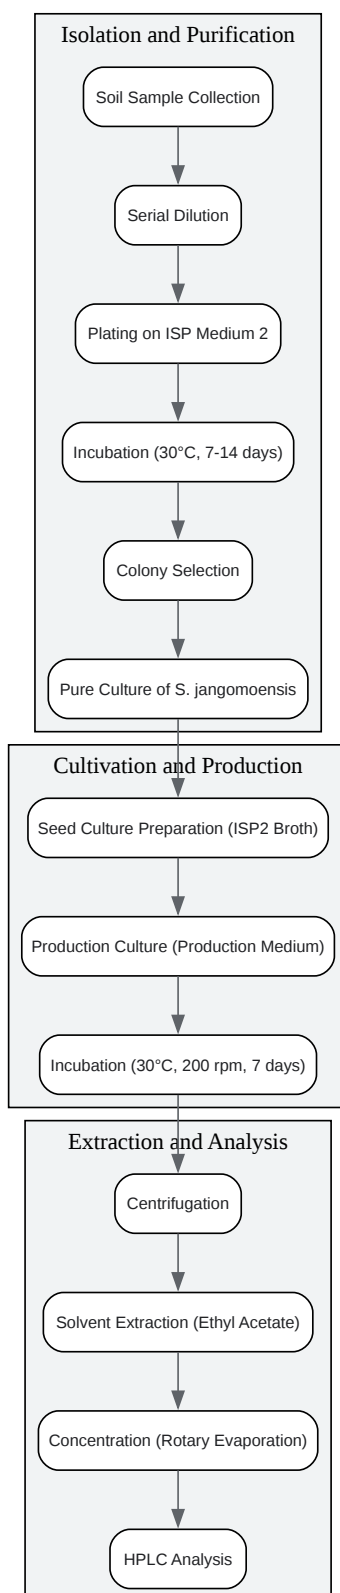 Isolation and Purification
Soil Sample Collection
Serial Dilution
Plating on ISP Medium 2
Incubation (30°C, 7-14 days)
Colony Selection
Pure Culture of S. jangomoensis
Cultivation and Production
Seed Culture Preparation (ISP2 Broth)
Production Culture (Production Medium)
Incubation (30°C, 200 rpm, 7 days)
Extraction and Analysis
Centrifugation
Solvent Extraction (Ethyl Acetate)
Concentration (Rotary Evaporation)
HPLC Analysis